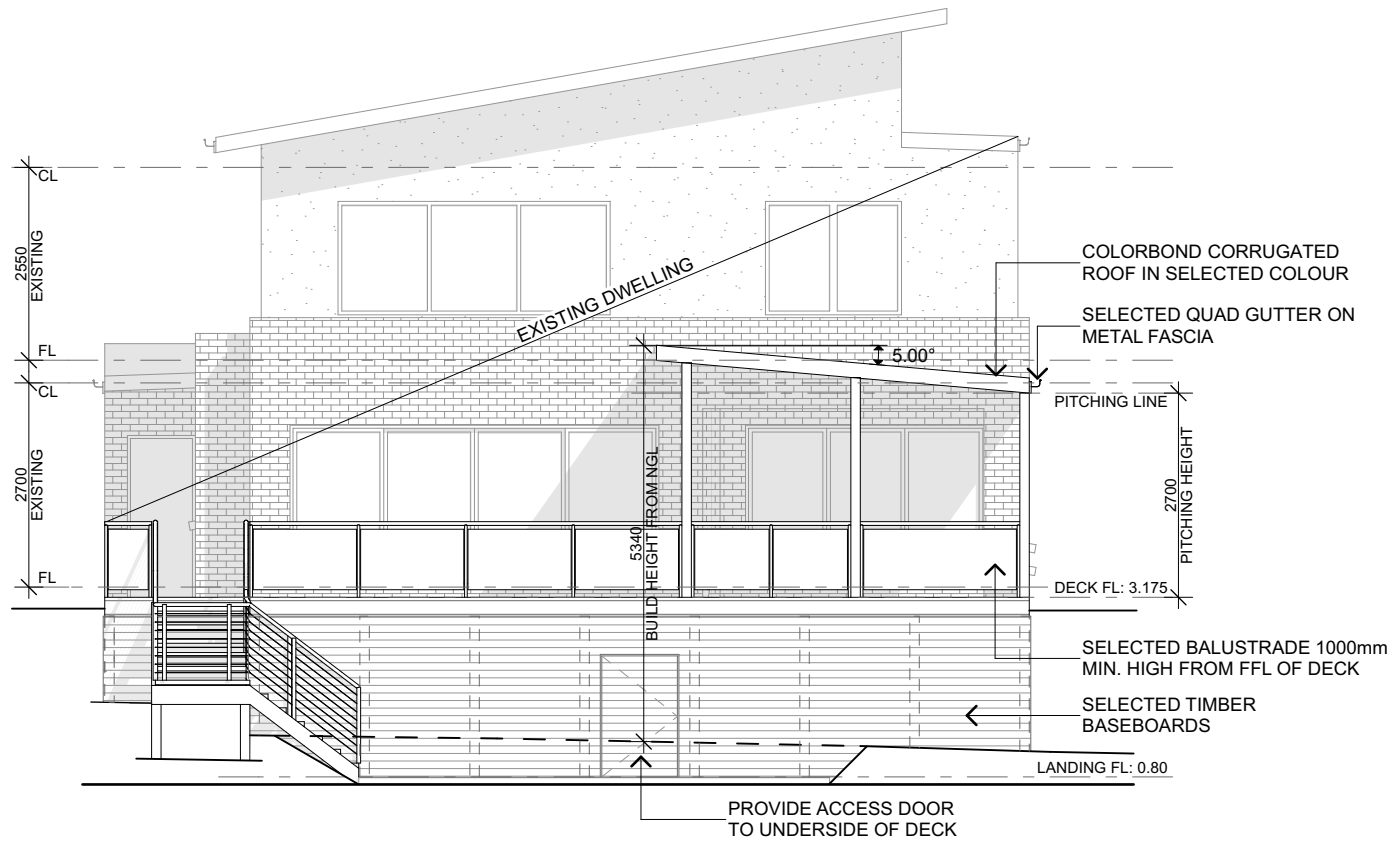 CL
2550
EXISTING
FL
CL
2700
EXISTING
FL
EXISTING DWELLING
5.00°
5340
BUILD HEIGHT FROM NGL
COLORBOND CORRUGATED
ROOF IN SELECTED COLOUR
SELECTED QUAD GUTTER ON
METAL FASCIA
PITCHING LINE
2700
PITCHING HEIGHT
DECK FL: 3.175
SELECTED BALUSTRADE 1000mm
MIN. HIGH FROM FFL OF DECK
SELECTED TIMBER
BASEBOARDS
LANDING FL: 0.80
PROVIDE ACCESS DOOR
TO UNDERSIDE OF DECK